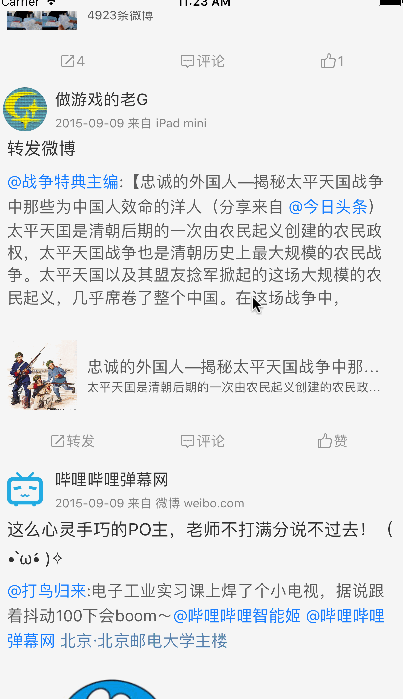 Carrier 11:23 AM
4923条微博
4 评论 1
做游戏的老G
2015-09-09 来自 iPad mini
转发微博
@战争特典主编:【忠诚的外国人—揭秘太平天国战争
中那些为中国人效命的洋人（分享来自 @今日头条）
太平天囯是清朝后期的一次由农民起义创建的农民政
权，太平天囯战争也是清朝历史上最大规模的农民战
争。太平天囯以及其盟友捻军掀起的这场大规模的农
民起义，几乎席卷了整个中国。在这场战争中，
忠诚的外国人—揭秘太平天国战争中那...
太平天囯是清朝后期的一次由农民起义创建的农民政...
转发 评论 赞
哔哩哔哩弹幕网
2015-09-09 来自 微博 weibo.com
这么心灵手巧的PO主，老师不打满分说不过去！（
•̀ω•́ )✧
@打鸟归来:电子工业实习课上焊了个小电视，据说跟
着抖动100下会boom～@哔哩哔哩智能姬 @哔哩哔哩
弹幕网 北京·北京邮电大学主楼